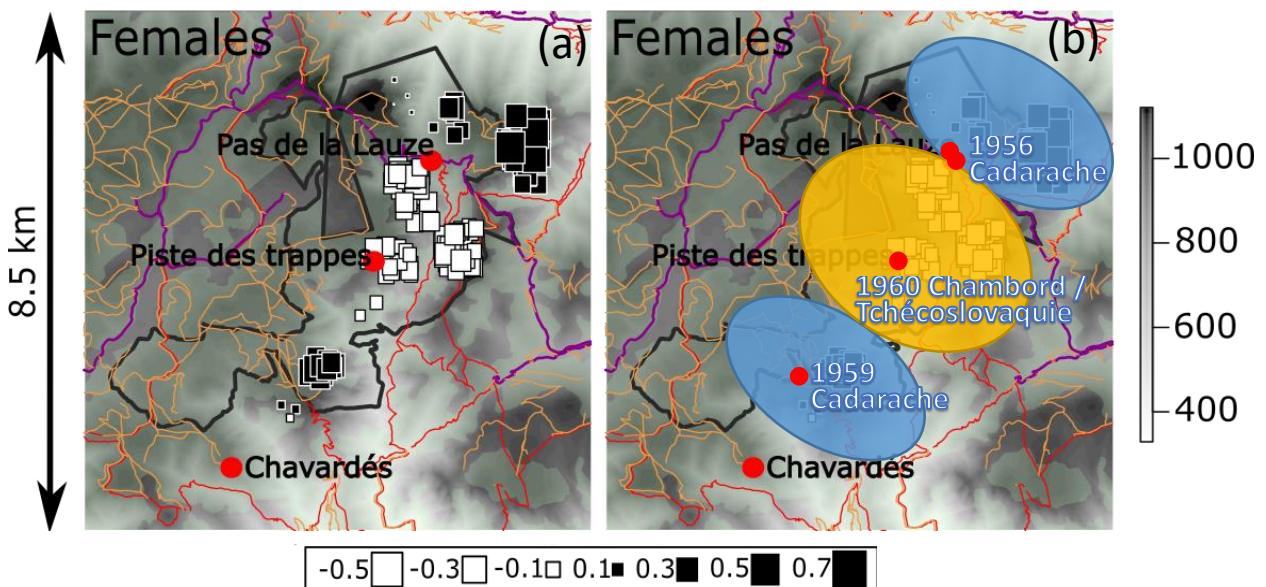 8.5 km
Females
(a)
Pas de la Lauze
Piste des trappes
Chavardés
Females
(b)
Pas de la Lauze
1956
Cadarache
Piste des trappes
1960 Chambord /
Tchécoslovaquie
1959
Cadarache
Chavardés
1000
800
600
400
-0.5 -0.3 -0.1 0.1 0.3 0.5 0.7